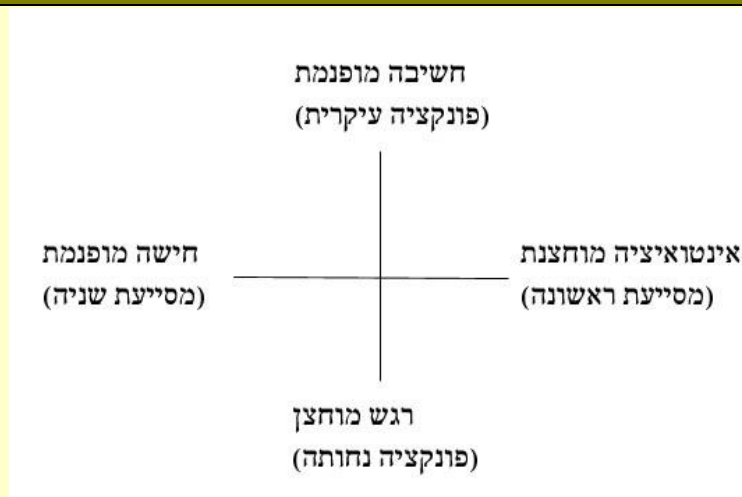 חשיבה מופנמת
(פונקציה עיקרית)
אינטואיציה מוחצנת
(מסייעת ראשונה)
חישה מופנמת
(מסייעת שניה)
רגש מוחצן
(פונקציה נחותה)